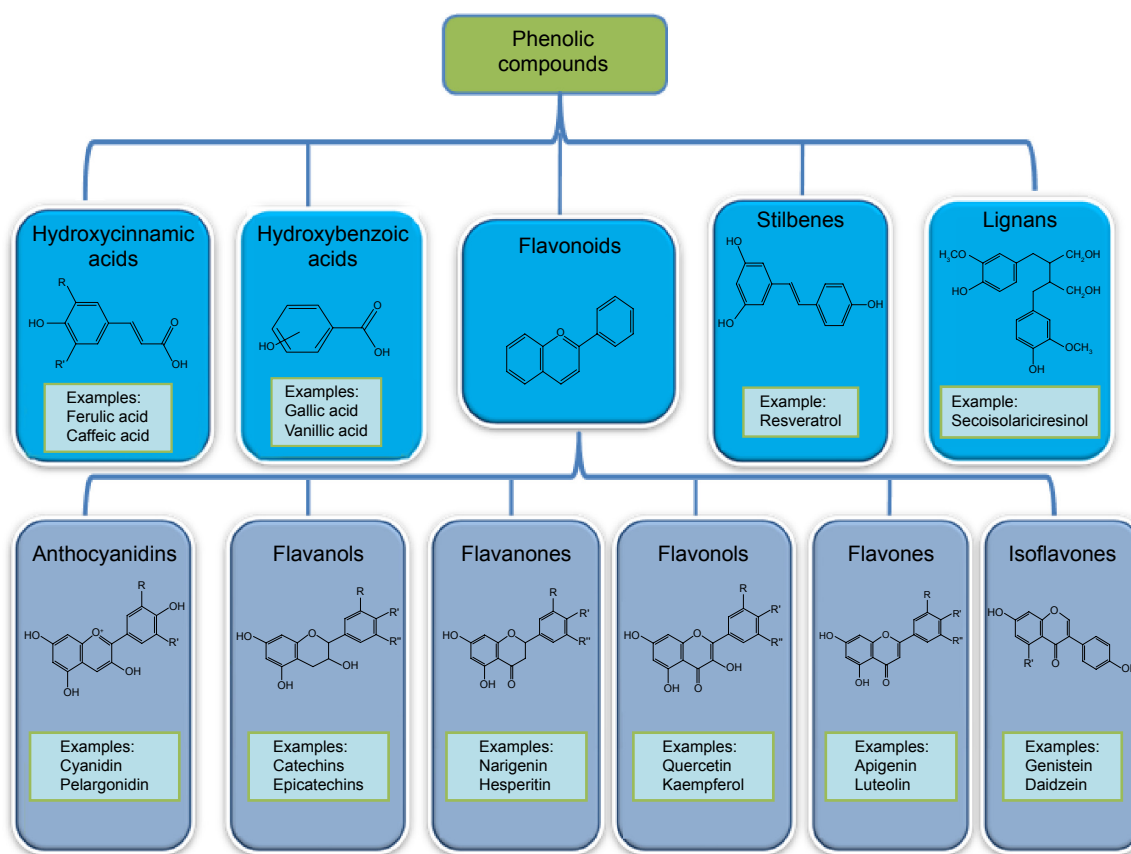 Phenolic
compounds
Hydroxycinnamic
acids
R
HO
R'
O
OH
Examples:
Ferulic acid
Caffeic acid
Hydroxybenzoic
acids
HO
O
OH
Examples:
Gallic acid
Vanillic acid
Flavonoids
O
Stilbenes
HO
HO
OH
Example:
Resveratrol
Lignans
H₃CO
HO
CH₂OH
CH₂OH
OCH₃
OH
Example:
Secoisolariciresinol
Anthocyanidins
R
OH
R'
HO
O⁺
OH
OH
Examples:
Cyanidin
Pelargonidin
Flavanols
R
R'
R"
HO
O
OH
OH
Examples:
Catechins
Epicatechins
Flavanones
R
R'
R"
HO
O
OH
O
Examples:
Narigenin
Hesperitin
Flavonols
R
R'
R"
HO
O
OH
OH
O
Examples:
Quercetin
Kaempferol
Flavones
R
R'
R"
HO
O
OH
O
Examples:
Apigenin
Luteolin
Isoflavones
HO
O
R'
O
OH
Examples:
Genistein
Daidzein